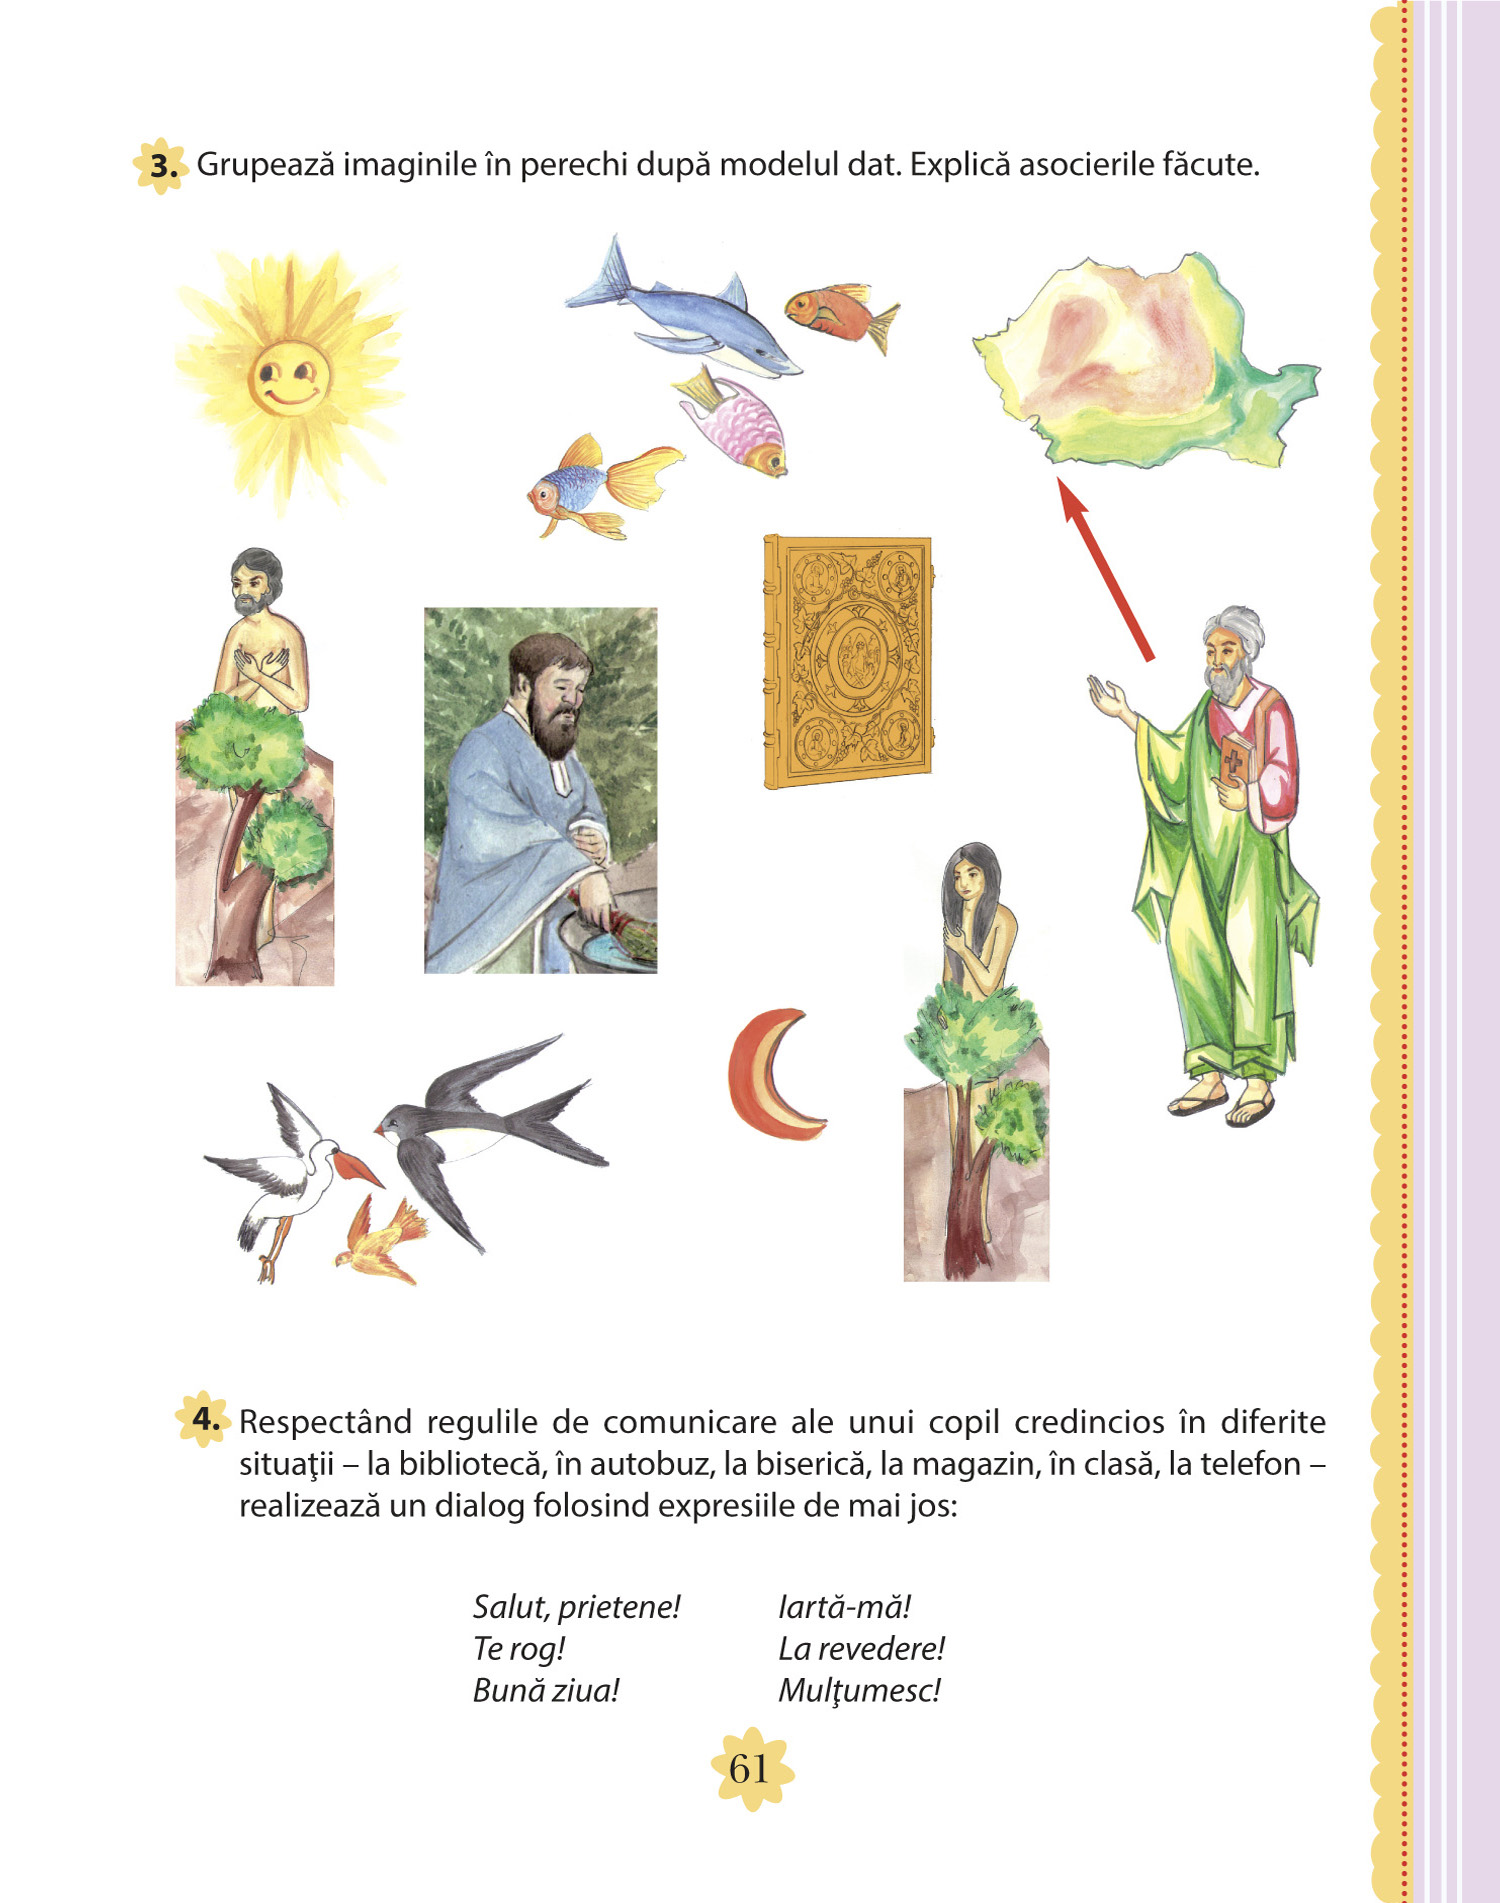 3. Grupează imaginile în perechi după modelul dat. Explică asocierile făcute.
4. Respectând regulile de comunicare ale unui copil credincios în diferite
situaţii – la bibliotecă, în autobuz, la biserică, la magazin, în clasă, la telefon –
realizează un dialog folosind expresiile de mai jos:
Salut, prietene!
Te rog!
Bună ziua!
Iartă-mă!
La revedere!
Mulţumesc!
61